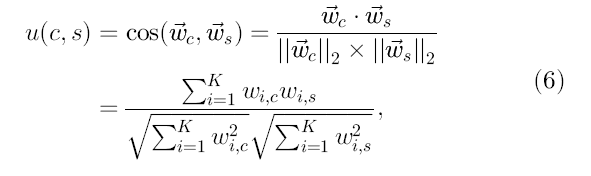 u(c, s) = cos(\vec{w}_c, \vec{w}_s) = \frac{\vec{w}_c \cdot \vec{w}_s}{||\vec{w}_c||_2 \times ||\vec{w}_s||_2}
= \frac{\sum_{i=1}^{K} w_{i,c} w_{i,s}}{\sqrt{\sum_{i=1}^{K} w_{i,c}^2} \sqrt{\sum_{i=1}^{K} w_{i,s}^2}}, (6)